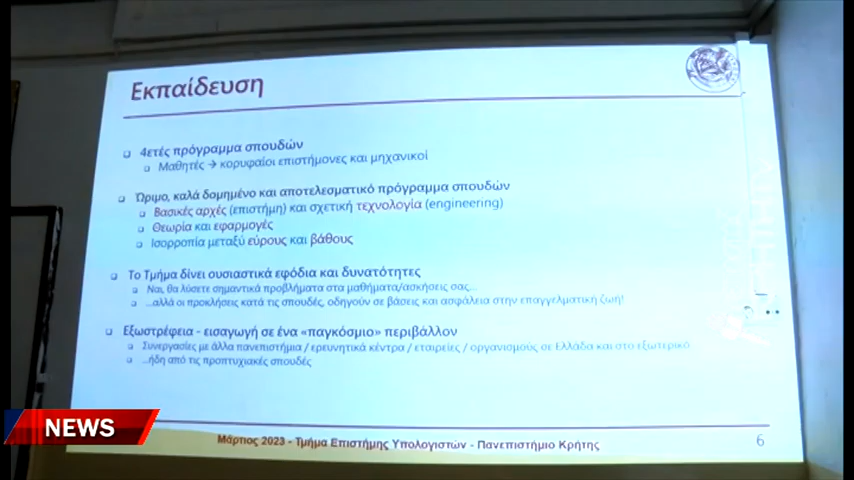 Εκπαίδευση
4ετές πρόγραμμα σπουδών
Μαθητές → κορυφαίοι επιστήμονες και μηχανικοί
Ώριμο, καλά δομημένο και αποτελεσματικό πρόγραμμα σπουδών
Βασικές αρχές (επιστήμη) και σχετική τεχνολογία (engineering)
Θεωρία και εφαρμογές
Ισορροπία μεταξύ εύρους και βάθους
Το Τμήμα δίνει ουσιαστικά εφόδια και δυνατότητες
Ναι, θα λύσετε σημαντικά προβλήματα στα μαθήματα/ασκήσεις σας...
...αλλά οι προκλήσεις κατά τις σπουδές, οδηγούν σε βάσεις και ασφάλεια στην επαγγελματική ζωή!
Εξωστρέφεια - εισαγωγή σε ένα «παγκόσμιο» περιβάλλον
Συνεργασίες με άλλα πανεπιστήμια / ερευνητικά κέντρα / εταιρείες / οργανισμούς σε Ελλάδα και στο εξωτερικό
...ήδη από τις προπτυχιακές σπουδές
NEWS
Μάρτιος 2023 - Τμήμα Επιστήμης Υπολογιστών - Πανεπιστήμιο Κρήτης
6